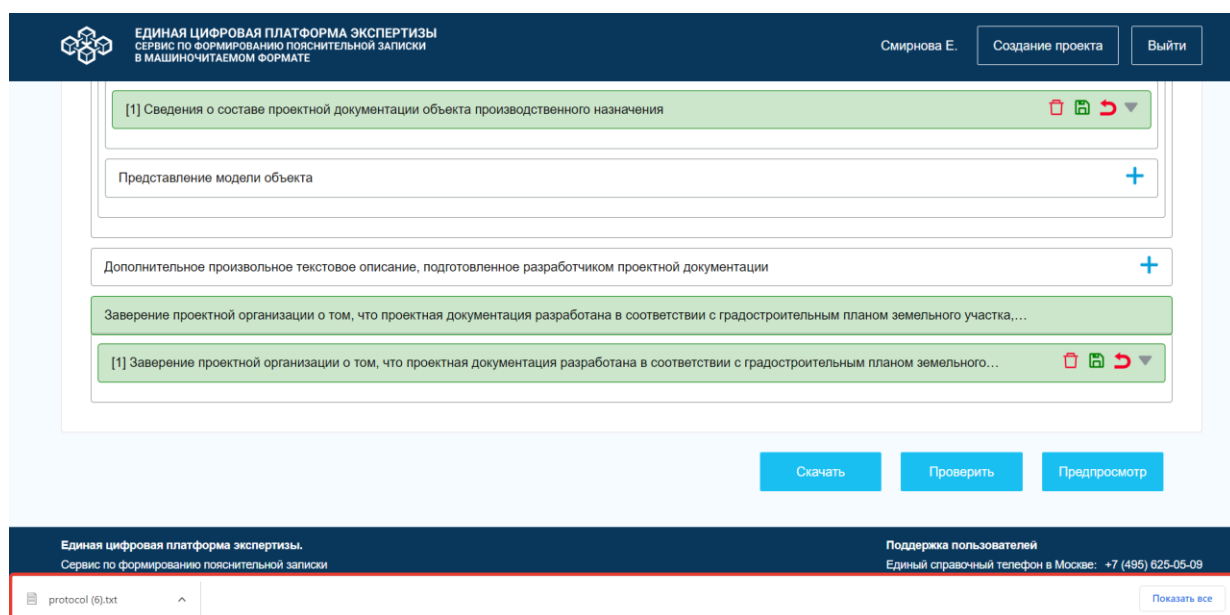 ЕДИНАЯ ЦИФРОВАЯ ПЛАТФОРМА ЭКСПЕРТИЗЫ
СЕРВИС ПО ФОРМИРОВАНИЮ ПОЯСНИТЕЛЬНОЙ ЗАПИСКИ
В МАШИНОЧИТАЕМОМ ФОРМАТЕ
Смирнова Е.
Создание проекта
Выйти
[1] Сведения о составе проектной документации объекта производственного назначения
Представление модели объекта
Дополнительное произвольное текстовое описание, подготовленное разработчиком проектной документации
Заверение проектной организации о том, что проектная документация разработана в соответствии с градостроительным планом земельного участка,...
[1] Заверение проектной организации о том, что проектная документация разработана в соответствии с градостроительным планом земельного...
Скачать
Проверить
Предпросмотр
Единая цифровая платформа экспертизы.
Сервис по формированию пояснительной записки
Поддержка пользователей
Единый справочный телефон в Москве: +7 (495) 625-05-09
protocol (6).txt
Показать все